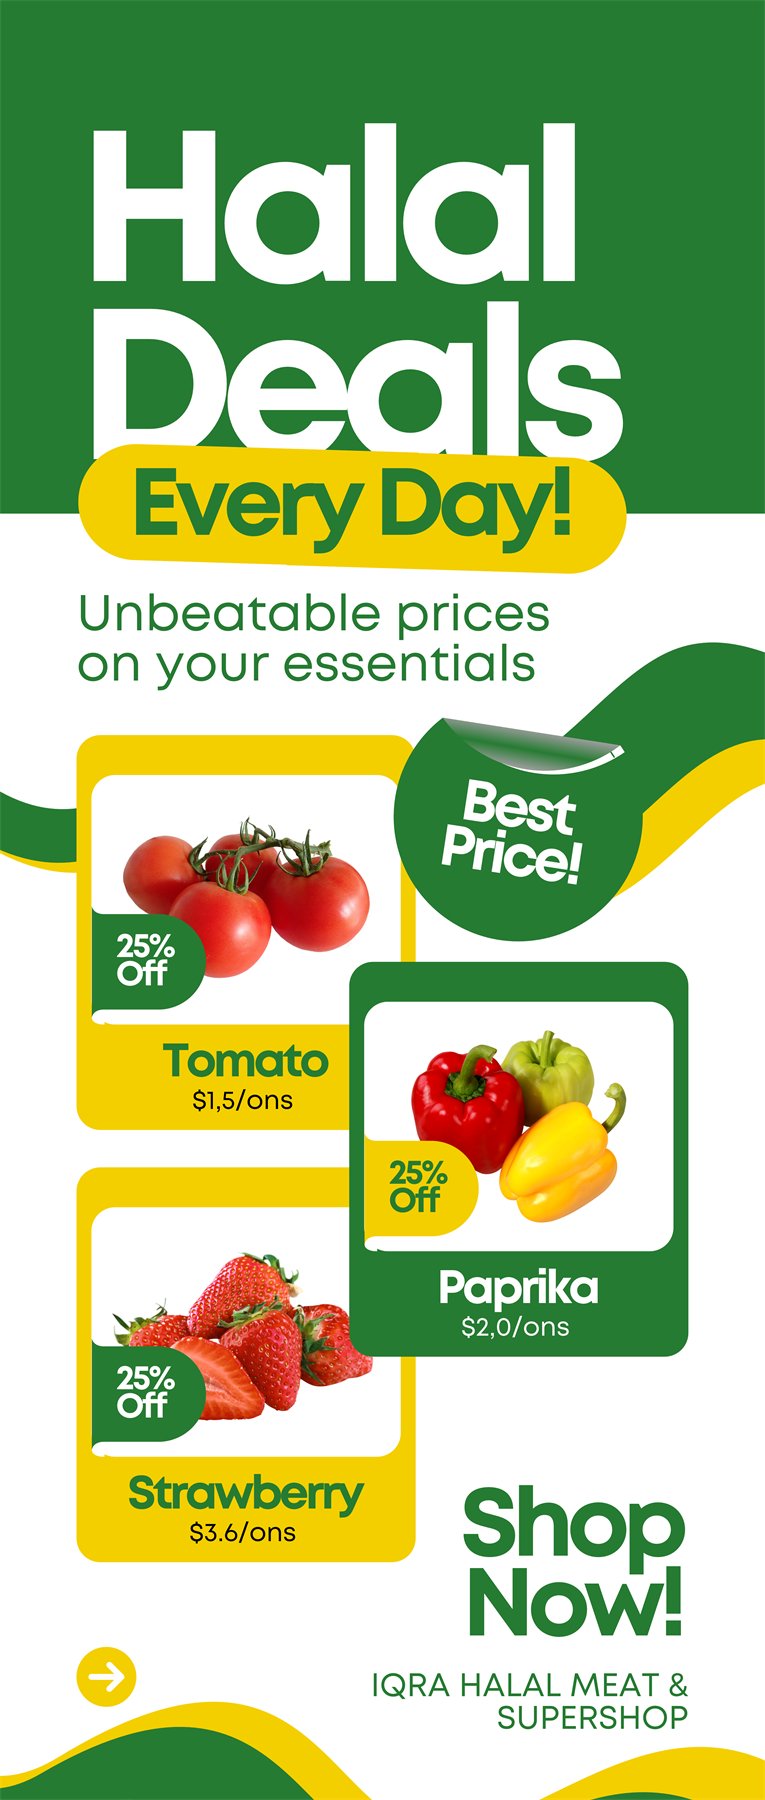 Halal
Deals
Every Day!
Unbeatable prices
on your essentials
Best
Price!
25%
Off
Tomato
$1,5/ons
25%
Off
Paprika
$2,0/ons
25%
Off
Strawberry
$3.6/ons
Shop
Now!
IQRA HALAL MEAT &
SUPERSHOP